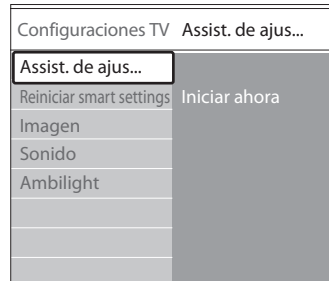 Configuraciones TV Assist. de ajus...
Assist. de ajus...
Reiniciar smart settings Iniciar ahora
Imagen
Sonido
Ambilight